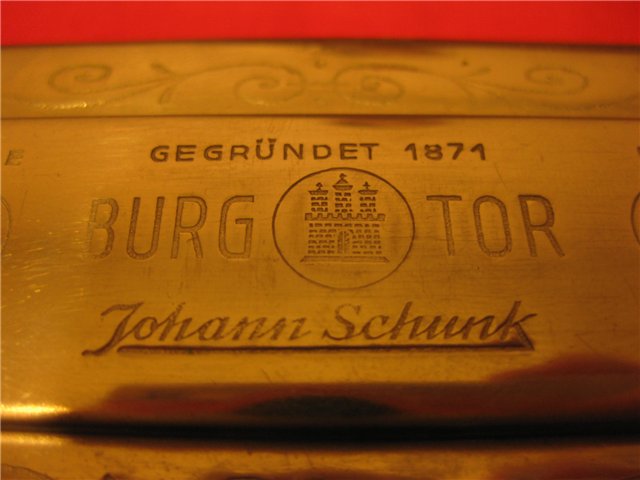 GEGRÜNDET 1871
BURG TOR
Johann Schunk